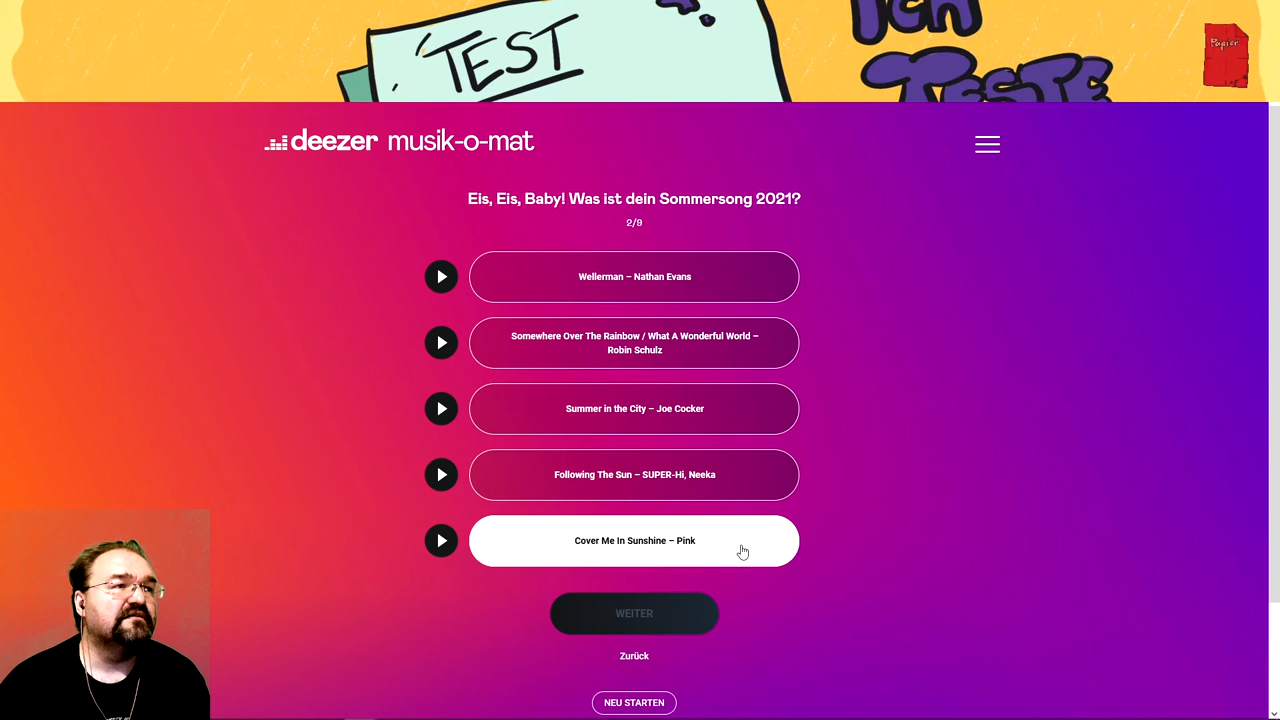 TEST
ICH
TESTE
Papier
deezer musik-o-mat
Eis, Eis, Baby! Was ist dein Sommersong 2021?
2/9
Wellerman – Nathan Evans
Somewhere Over The Rainbow / What A Wonderful World –
Robin Schulz
Summer in the City – Joe Cocker
Following The Sun – SUPER-Hi, Neeka
Cover Me In Sunshine – Pink
WEITER
Zurück
NEU STARTEN